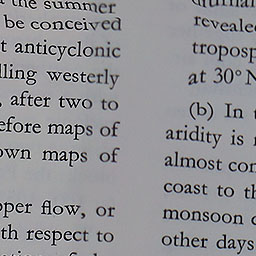 the summer
be conceived
t anticyclonic
lling westerly
, after two to
efore maps of
own maps of
pper flow, or
th respect to
revealed
troposp
at 30° N
(b) In t
aridity is
almost con
coast to th
monsoon
other days